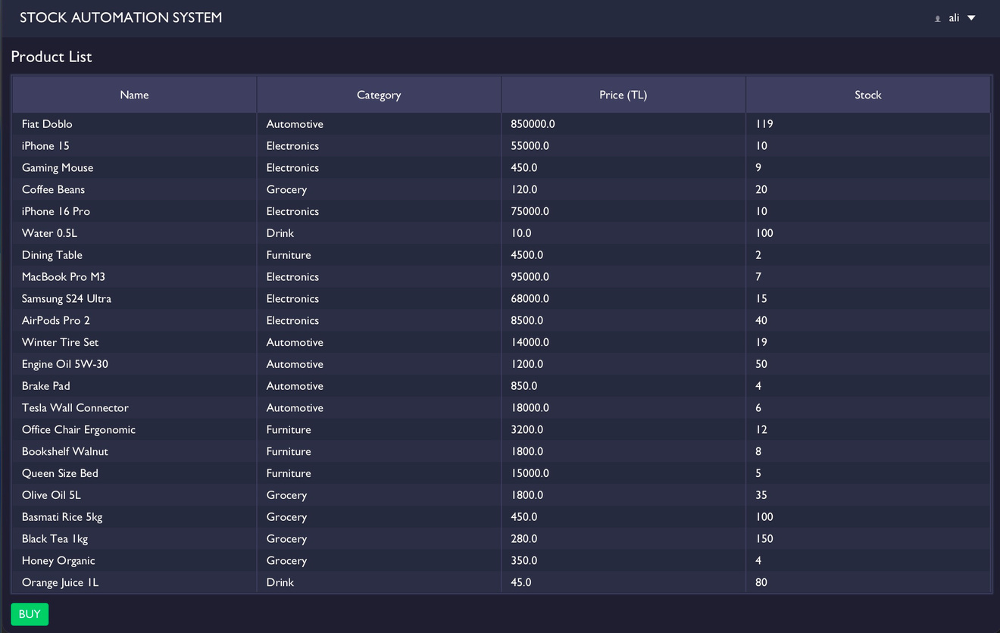 STOCK AUTOMATION SYSTEM ali
Product List
Name Category Price (TL) Stock
Fiat Doblo Automotive 850000.0 119
iPhone 15 Electronics 55000.0 10
Gaming Mouse Electronics 450.0 9
Coffee Beans Grocery 120.0 20
iPhone 16 Pro Electronics 75000.0 10
Water 0.5L Drink 10.0 100
Dining Table Furniture 4500.0 2
MacBook Pro M3 Electronics 95000.0 7
Samsung S24 Ultra Electronics 68000.0 15
AirPods Pro 2 Electronics 8500.0 40
Winter Tire Set Automotive 14000.0 19
Engine Oil 5W-30 Automotive 1200.0 50
Brake Pad Automotive 850.0 4
Tesla Wall Connector Automotive 18000.0 6
Office Chair Ergonomic Furniture 3200.0 12
Bookshelf Walnut Furniture 1800.0 8
Queen Size Bed Furniture 15000.0 5
Olive Oil 5L Grocery 1800.0 35
Basmati Rice 5kg Grocery 450.0 100
Black Tea 1kg Grocery 280.0 150
Honey Organic Grocery 350.0 4
Orange Juice 1L Drink 45.0 80
BUY